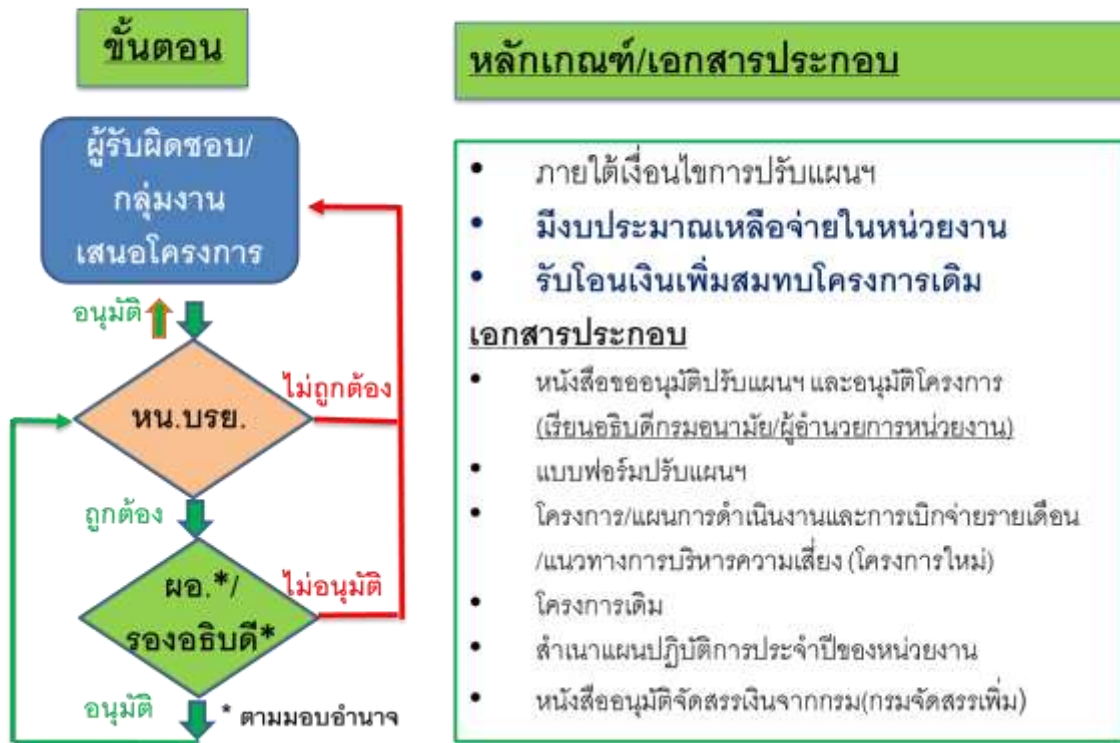 ขั้นตอน
ผู้รับผิดชอบ/
กลุ่มงาน
เสนอโครงการ
อนุมัติ
หน.บรย.
ไม่ถูกต้อง
ถูกต้อง
ผอ.*/
รองอธิบดี*
ไม่อนุมัติ
อนุมัติ
* ตามมอบอำนาจ
หลักเกณฑ์/เอกสารประกอบ
• ภายใต้เงื่อนไขการปรับแผนฯ
• มีงบประมาณเหลือจ่ายในหน่วยงาน
• รับโอนเงินเพิ่มสมทบโครงการเดิม
เอกสารประกอบ
• หนังสือขออนุมัติปรับแผนฯ และอนุมัติโครงการ
(เรียนอธิบดีกรมอนามัย/ผู้อำนวยการหน่วยงาน)
• แบบฟอร์มปรับแผนฯ
• โครงการ/แผนการดำเนินงานและการเบิกจ่ายรายเดือน
/แนวทางการบริหารความเสี่ยง (โครงการใหม่)
• โครงการเดิม
• สำเนาแผนปฏิบัติการประจำปีของหน่วยงาน
• หนังสืออนุมัติจัดสรรเงินจากกรม(กรมจัดสรรเพิ่ม)